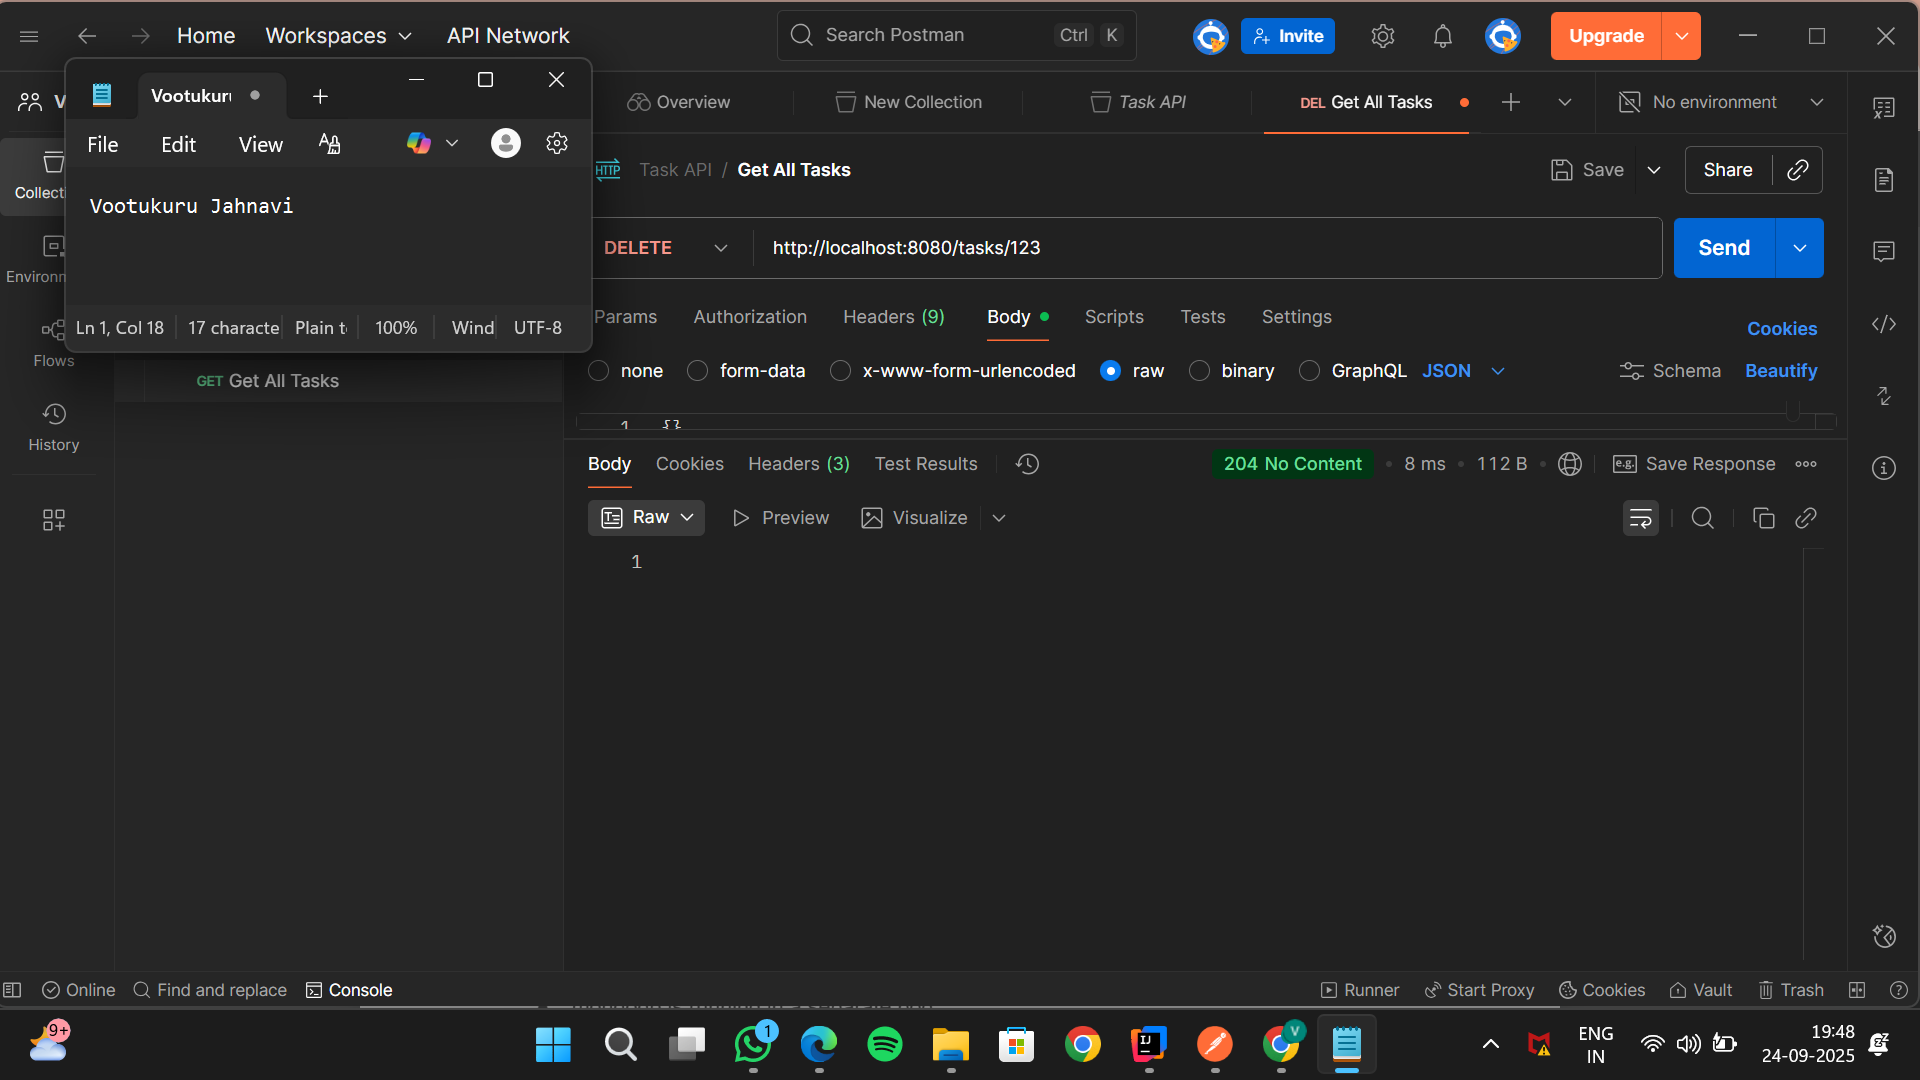 Home Workspaces API Network
Search Postman Ctrl K
Invite
Upgrade
V
Vootukuru
File Edit View
Vootukuru Jahnavi
Ln 1, Col 18 17 characte Plain t 100% Wind UTF-8
Overview New Collection Task API DEL Get All Tasks No environment
HTTP Task API / Get All Tasks Save Share
DELETE http://localhost:8080/tasks/123 Send
Params Authorization Headers (9) Body Scripts Tests Settings Cookies
none form-data x-www-form-urlencoded raw binary GraphQL JSON Schema Beautify
1 {}
Collecti
Environm
Flows
History
GET Get All Tasks
Body Cookies Headers (3) Test Results 204 No Content 8 ms 112 B e.g. Save Response
Raw Preview Visualize
1
Online Find and replace Console Runner Start Proxy Cookies Vault Trash
9+
1
IJ
V
ENG
IN
19:48
24-09-2025